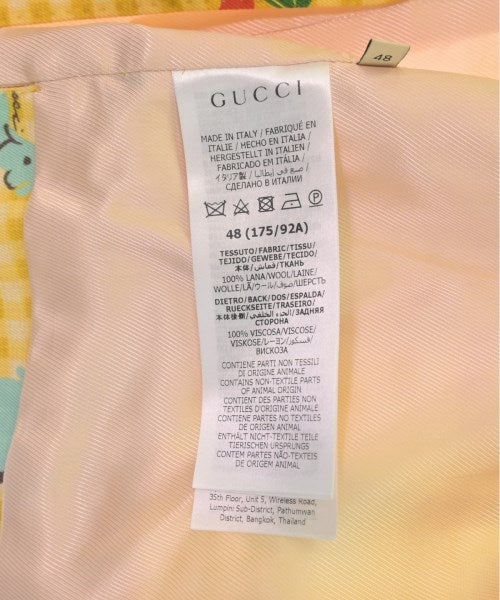 48
GUCCI
MADE IN ITALY / FABRIQUÉ EN
ITALIE / HECHO EN ITALIA /
HERGESTELLT IN ITALIEN /
FABRICADO EM ITÁLIA /
イタリア製 / صنع في إيطاليا /
СДЕЛАНО В ИТАЛИИ
48 (175/92A)
TESSUTO/FABRIC/TISSU/
TEJIDO/GEWEBE/TECIDO/
本体/قماش/ТКАНЬ
100% LANA/WOOL/LAINE/
WOLLE/LÃ/ウール/صوف/ШЕРСТЬ
DIETRO/BACK/DOS/ESPALDA/
RUECKSEITE/TRASEIRO/
本体後側/الجزء الخلفي/ЗАДНЯЯ
СТОРОНА
100% VISCOSA/VISCOSE/
VISKOSE/レーヨン/فسكوز/
ВИСКОЗА
CONTIENE PARTI NON TESSILI
DI ORIGINE ANIMALE
CONTAINS NON-TEXTILE PARTS
OF ANIMAL ORIGIN
CONTIENT DES PARTIES NON
TEXTILES D'ORIGINE ANIMALE
CONTIENE PARTES NO TEXTILES
DE ORIGEN ANIMAL
ENTHÄLT NICHT-TEXTILE TEILE
TIERISCHEN URSPRUNGS
CONTÉM PARTES NÃO-TEXTEIS
DE ORIGEM ANIMAL
35th Floor, Unit 5, Wireless Road,
Lumpini Sub-District, Pathumwan
District, Bangkok, Thailand